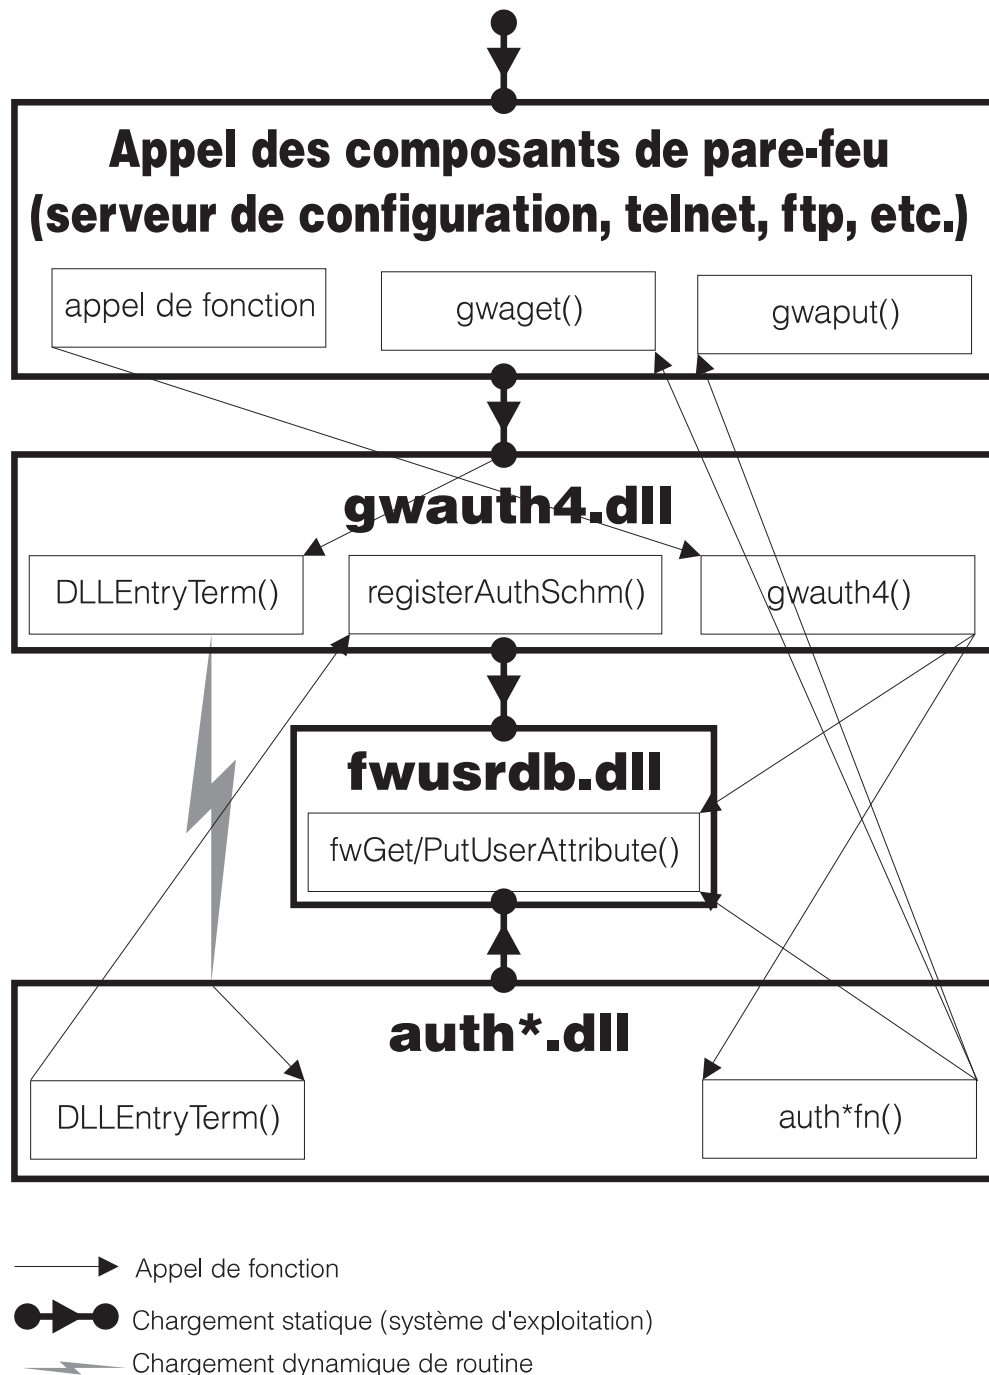 Appel des composants de pare-feu
(serveur de configuration, telnet, ftp, etc.)
appel de fonction
gwaget()
gwaput()
gwauth4.dll
DLLEntryTerm()
registerAuthSchm()
gwauth4()
fwusrdb.dll
fwGet/PutUserAttribute()
auth*.dll
DLLEntryTerm()
auth*fn()
Appel de fonction
Chargement statique (système d'exploitation)
Chargement dynamique de routine